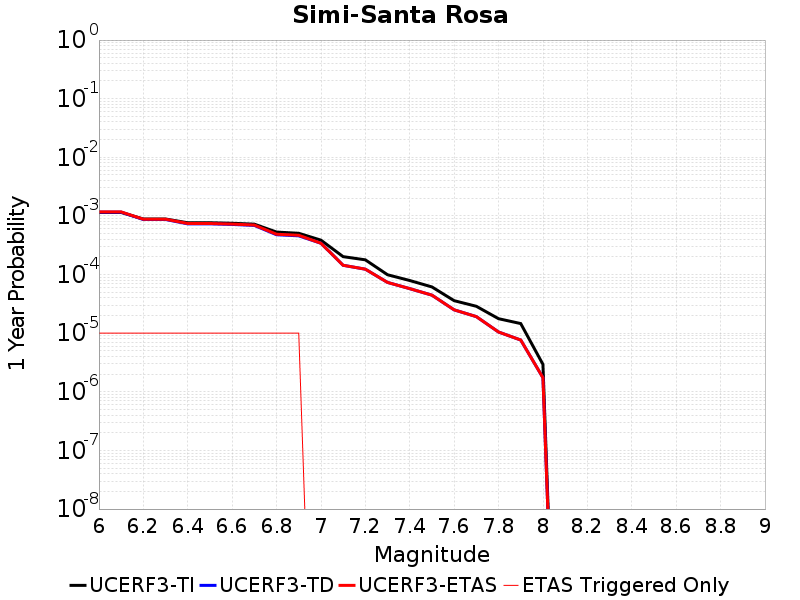 Simi-Santa Rosa
1 Year Probability
10^0
10^-1
10^-2
10^-3
10^-4
10^-5
10^-6
10^-7
10^-8
6 6.2 6.4 6.6 6.8 7 7.2 7.4 7.6 7.8 8 8.2 8.4 8.6 8.8 9
Magnitude
UCERF3-TI UCERF3-TD UCERF3-ETAS ETAS Triggered Only